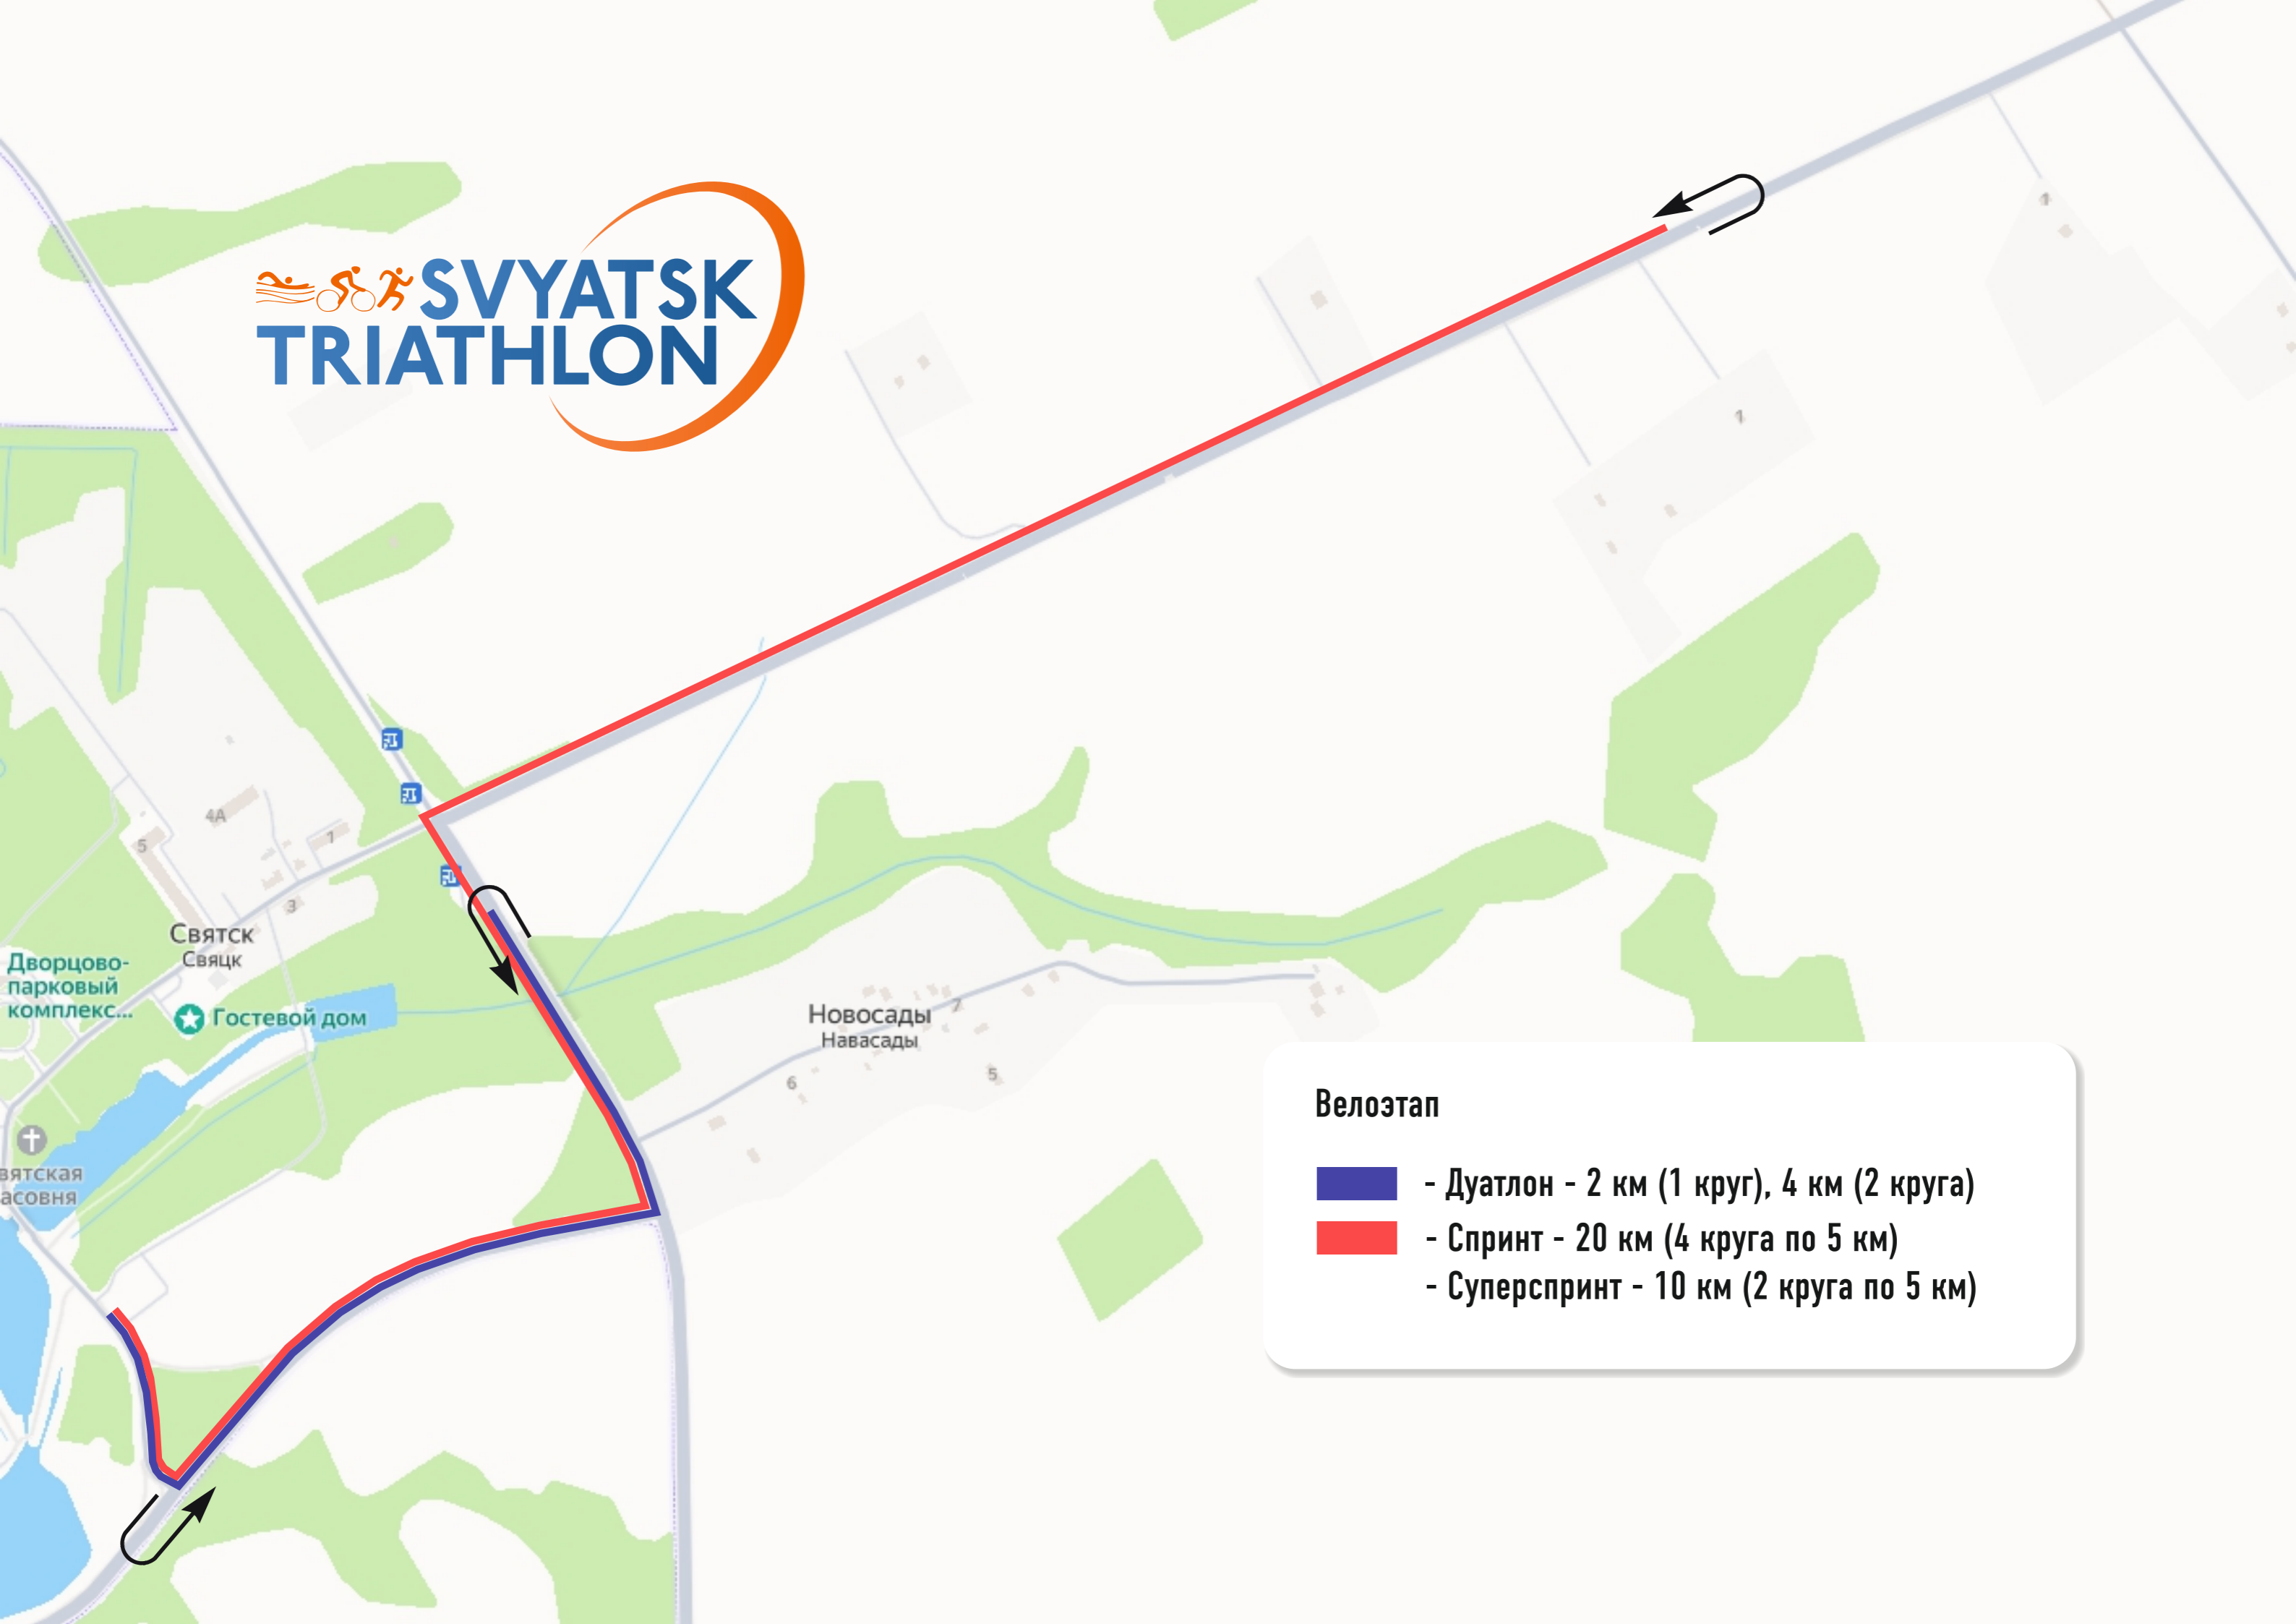 SVYATSK
TRIATHLON
1
1
4А
5
1
3
Святск
Свяцк
Дворцово-
парковый
комплекс...
Гостевой дом
Новосады
Навасады
7
6
5
вятская
асовня
Велоэтап
- Дуатлон - 2 км (1 круг), 4 км (2 круга)
- Спринт - 20 км (4 круга по 5 км)
- Суперспринт - 10 км (2 круга по 5 км)